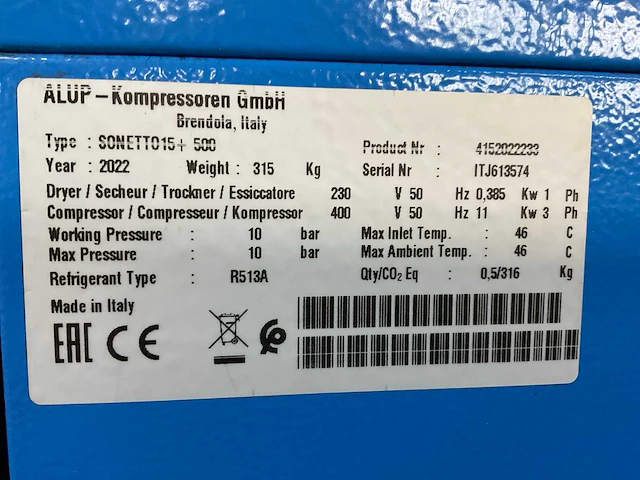 ALUP-Kompressoren GmbH
Brendola, Italy
Type : SONETTO15+ 500 Product Nr : 4152022233
Year : 2022 Weight : 315 Kg Serial Nr : ITJ613574
Dryer / Secheur / Trockner / Essiccatore 230 V 50 Hz 0,385 Kw 1 Ph
Compressor / Compresseur / Kompressor 400 V 50 Hz 11 Kw 3 Ph
Working Pressure : 10 bar Max Inlet Temp. : 46 C
Max Pressure : 10 bar Max Ambient Temp. : 46 C
Refrigerant Type : R513A Qty/CO₂ Eq : 0,5/316 Kg
Made in Italy
EAC CE